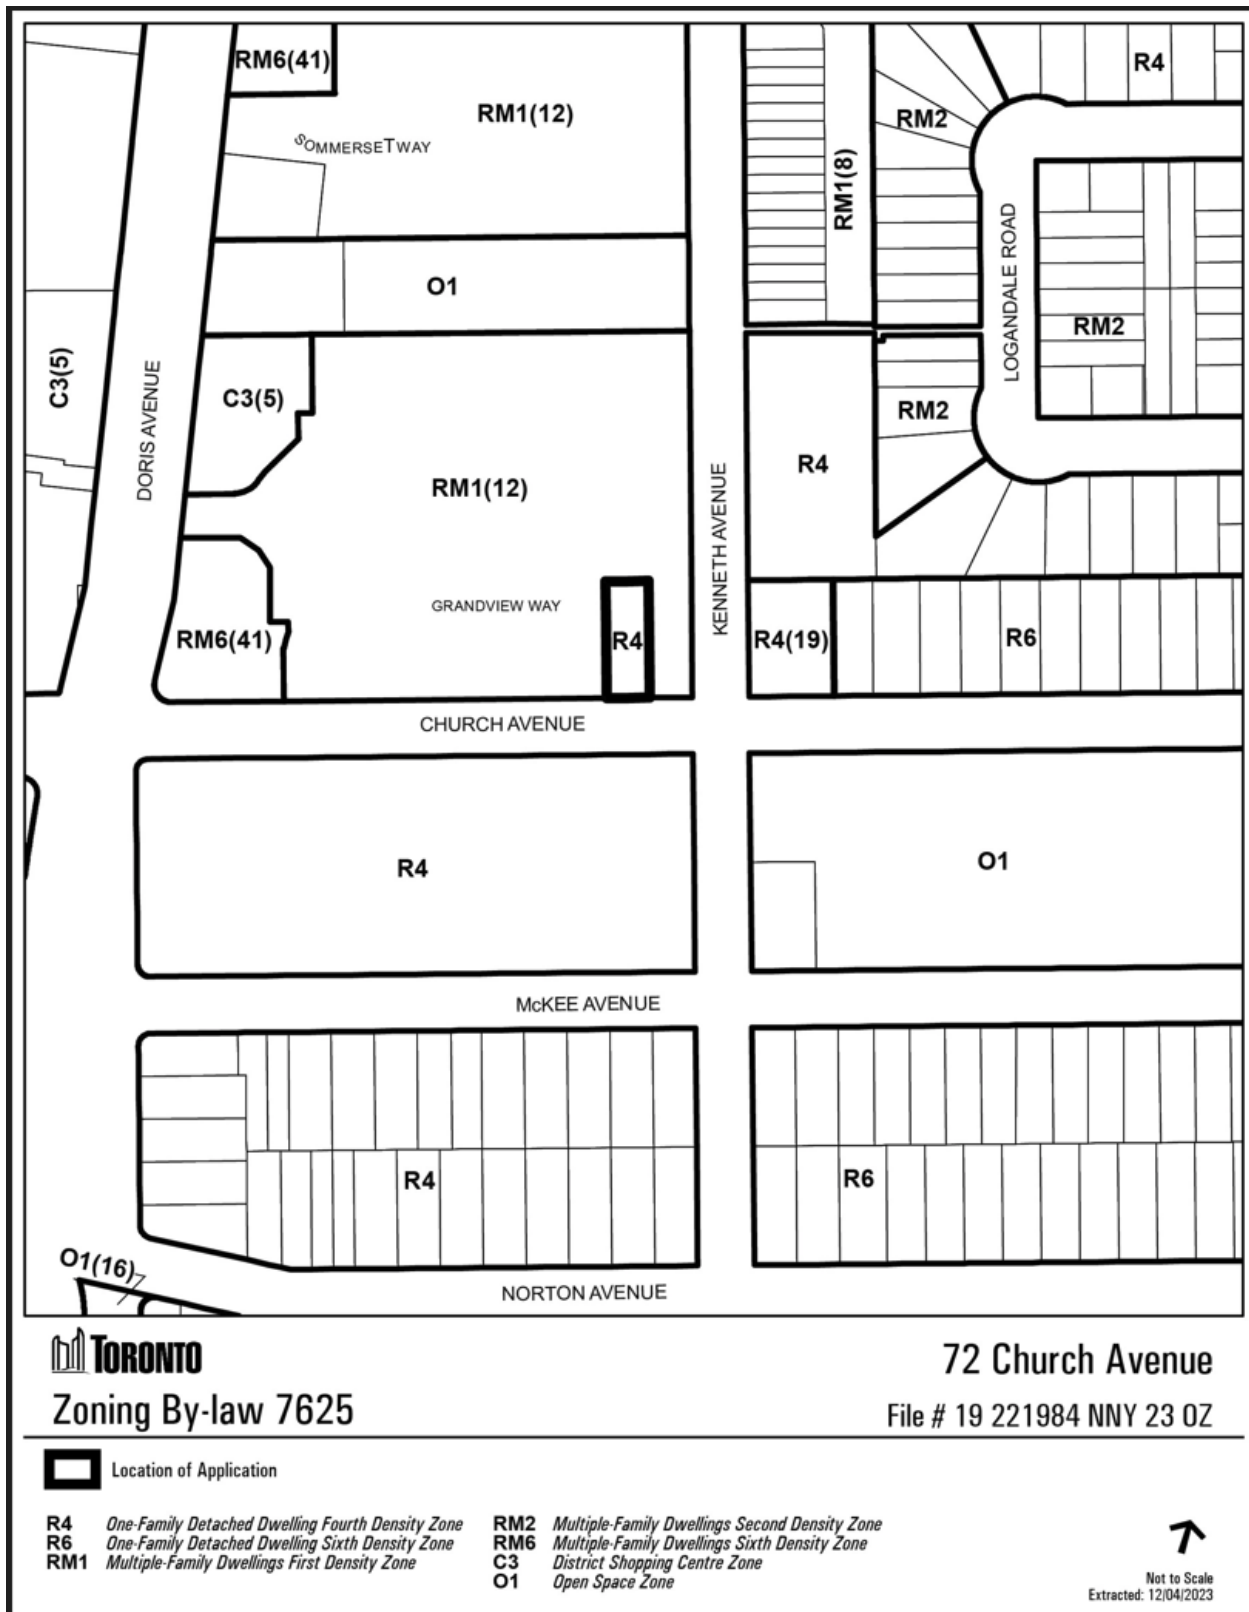 RM6(41)
RM1(12)
SOMMERSETWAY
RM1(8)
RM2
R4
LOGANDALE ROAD
RM2
O1
C3(5)
DORIS AVENUE
C3(5)
RM1(12)
KENNETH AVENUE
R4
RM2
RM6(41)
GRANDVIEW WAY
R4
R4(19)
R6
CHURCH AVENUE
R4
O1
McKEE AVENUE
R4
R6
O1(16)
NORTON AVENUE
TORONTO
Zoning By-law 7625
72 Church Avenue
File # 19 221984 NNY 23 OZ
Location of Application
R4 One-Family Detached Dwelling Fourth Density Zone
R6 One-Family Detached Dwelling Sixth Density Zone
RM1 Multiple-Family Dwellings First Density Zone
RM2 Multiple-Family Dwellings Second Density Zone
RM6 Multiple-Family Dwellings Sixth Density Zone
C3 District Shopping Centre Zone
O1 Open Space Zone
Not to Scale
Extracted: 12/04/2023